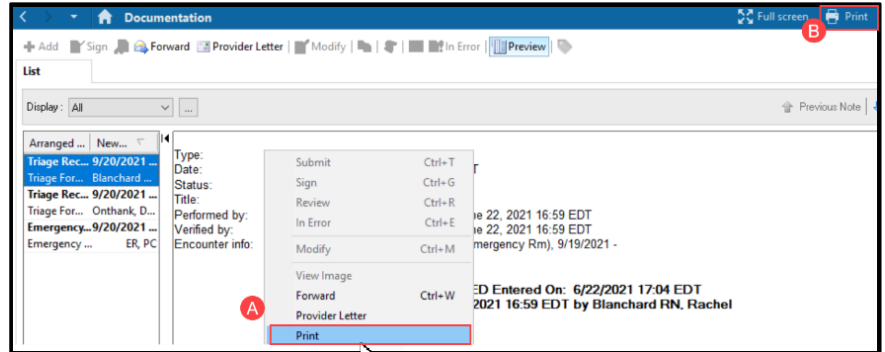 Documentation Full screen Print
B
Add Sign Forward Provider Letter Modify In Error Preview
List
Display: All ... Previous Note
Arranged ... New...
Triage Rec... 9/20/2021 ...
Triage For... Blanchard ...
Triage Rec... 9/20/2021 ...
Triage For... Onthank, D...
Emergency...9/20/2021 ...
Emergency ... ER, PC
Type:
Date: T
Status:
Title:
Performed by: ne 22, 2021 16:59 EDT
Verified by: ne 22, 2021 16:59 EDT
Encounter info: mergency Rm), 9/19/2021 -
ED Entered On: 6/22/2021 17:04 EDT
2021 16:59 EDT by Blanchard RN, Rachel
Submit Ctrl+T
Sign Ctrl+G
Review Ctrl+R
In Error Ctrl+E
Modify Ctrl+M
View Image
Forward Ctrl+W
A
Provider Letter
Print